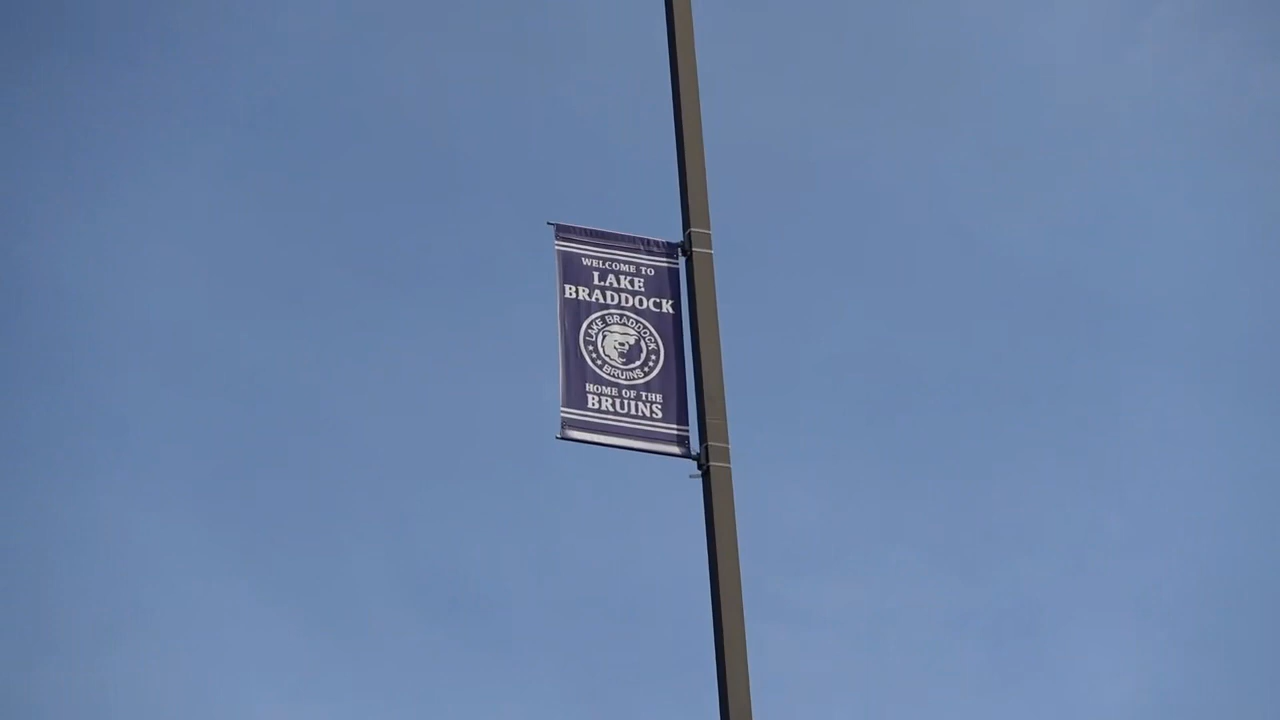 WELCOME TO
LAKE
BRADDOCK
LAKE BRADDOCK
BRUINS
HOME OF THE
BRUINS